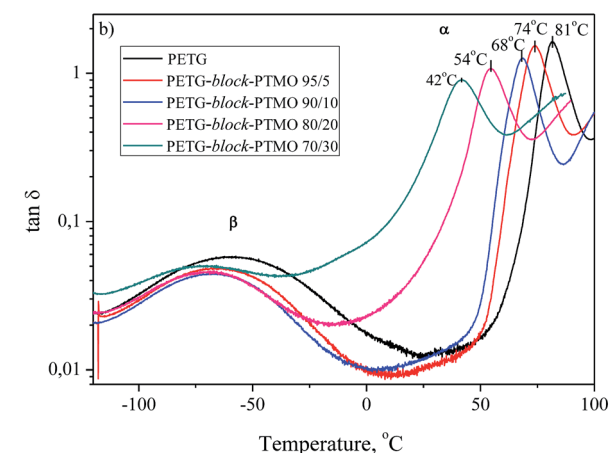 b)
α
74°C
81°C
68°C
54°C
42°C
PETG
PETG-block-PTMO 95/5
PETG-block-PTMO 90/10
PETG-block-PTMO 80/20
PETG-block-PTMO 70/30
β
tan δ
1
0,1
0,01
-100
-50
0
50
100
Temperature, °C